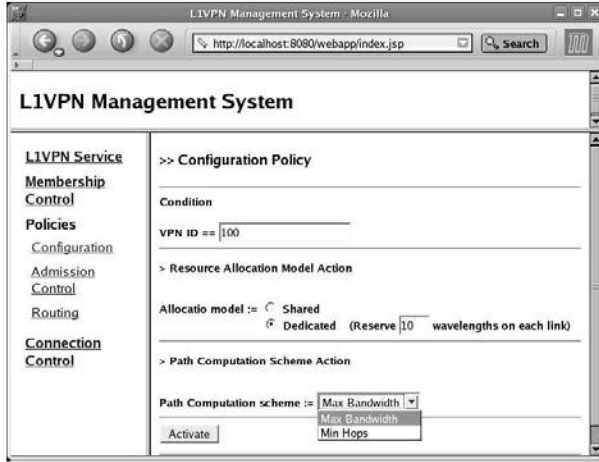 L1VPN Management System - Mozilla
http://localhost:8080/webapp/index.jsp
Search
L1VPN Management System
L1VPN Service
Membership
Control
Policies
Configuration
Admission
Control
Routing
Connection
Control
>> Configuration Policy
Condition
VPN ID == 100
> Resource Allocation Model Action
Allocatio model := Shared
Dedicated (Reserve 10 wavelengths on each link)
> Path Computation Scheme Action
Path Computation scheme := Max Bandwidth
Max Bandwidth
Min Hops
Activate